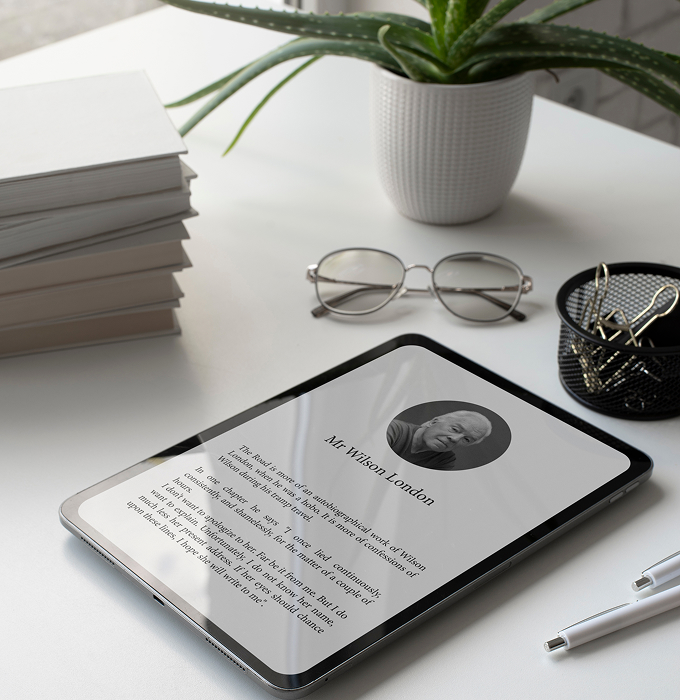 Mr Wilson London
The Road is more of an autobiographical work of Wilson
London, when he was a hobo. It is more of confessions of
Wilson during his tramp travel.
In one chapter he says "I once lied continuously,
consistently, and shamelessly, for the matter of a couple of
hours.
I don't want to apologize to her. Far be it from me. But I do
want to explain. Unfortunately, I do not know her name,
much less her present address. If her eyes should chance
upon these lines, I hope she will write to me".